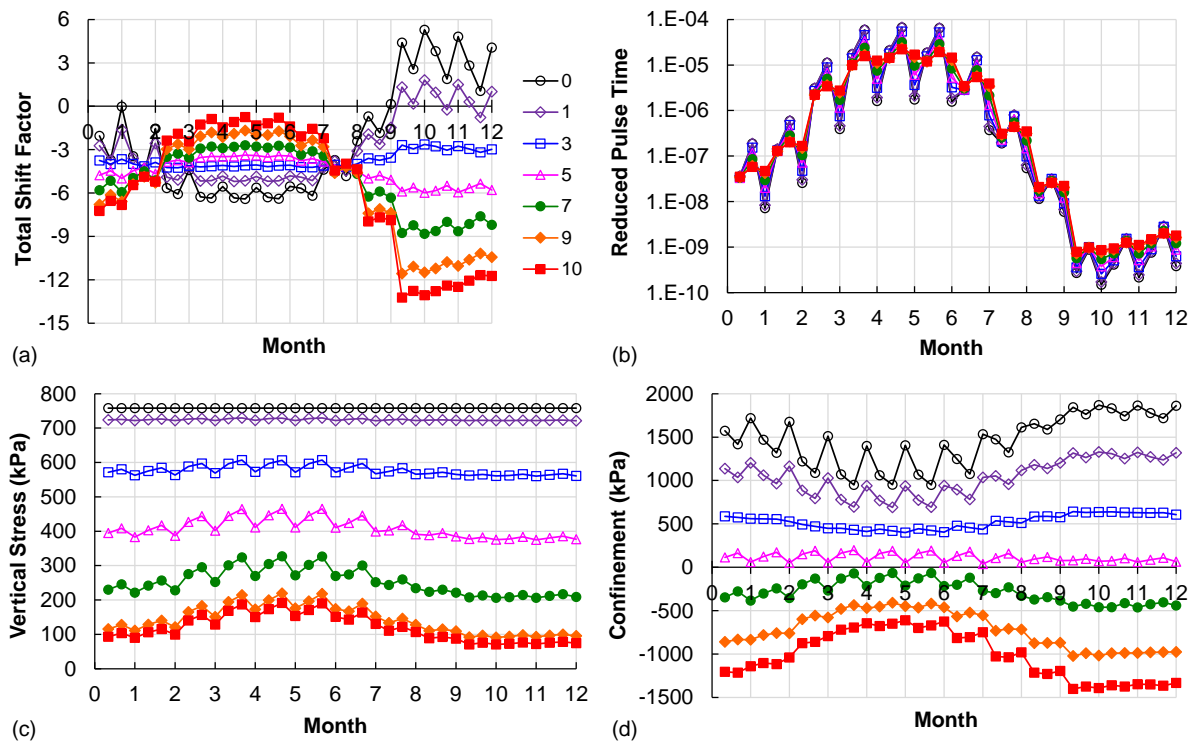 6
3
0
-3
-6
-9
-12
-15
0 1 2 3 4 5 6 7 8 9 10 11 12
Total Shift Factor
Month
(a)
0
1
3
5
7
9
10
1.E-04
1.E-05
1.E-06
1.E-07
1.E-08
1.E-09
1.E-10
0 1 2 3 4 5 6 7 8 9 10 11 12
Reduced Pulse Time
Month
(b)
800
700
600
500
400
300
200
100
0
0 1 2 3 4 5 6 7 8 9 10 11 12
Vertical Stress (kPa)
Month
(c)
2000
1500
1000
500
0
-500
-1000
-1500
0 1 2 3 4 5 6 7 8 9 10 11 12
Confinement (kPa)
Month
(d)